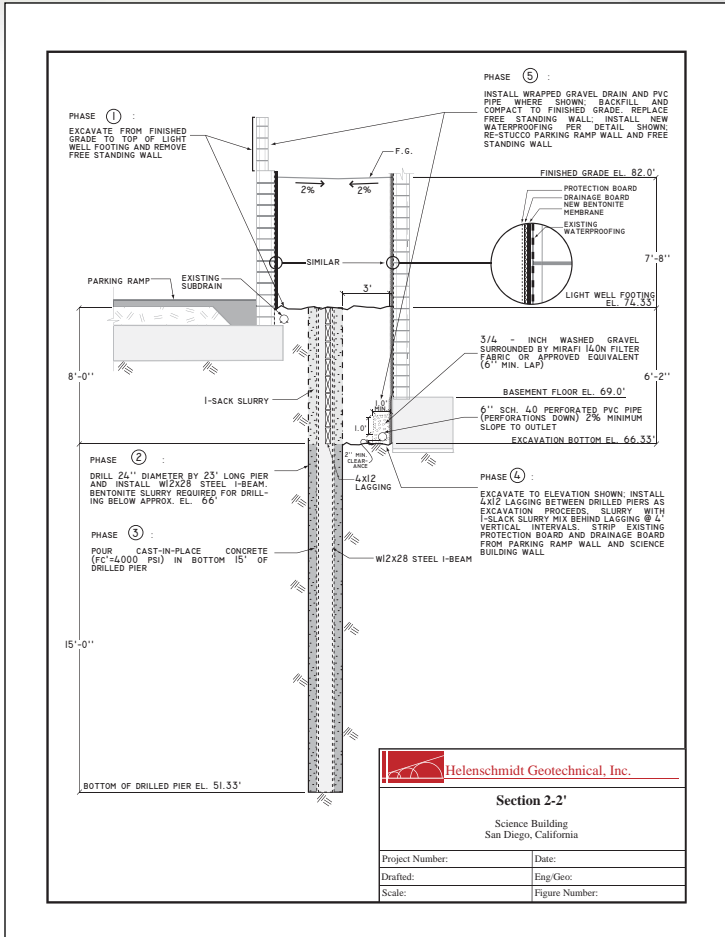 PHASE 1 :
EXCAVATE FROM FINISHED
GRADE TO TOP OF LIGHT
WELL FOOTING AND REMOVE
FREE STANDING WALL
PHASE 5 :
INSTALL WRAPPED GRAVEL DRAIN AND PVC
PIPE WHERE SHOWN; BACKFILL AND
COMPACT TO FINISHED GRADE. REPLACE
FREE STANDING WALL; INSTALL NEW
WATERPROOFING PER DETAIL SHOWN;
RE-STUCCO PARKING RAMP WALL AND FREE
STANDING WALL
F.G.
2%
2%
FINISHED GRADE EL. 82.0'
PROTECTION BOARD
DRAINAGE BOARD
NEW BENTONITE
MEMBRANE
EXISTING
WATERPROOFING
7'-8''
SIMILAR
PARKING RAMP
EXISTING
SUBDRAIN
3'
LIGHT WELL FOOTING
EL. 74.33'
8'-0''
1-SACK SLURRY
3/4 - INCH WASHED GRAVEL
SURROUNDED BY MIRAFI 140N FILTER
FABRIC OR APPROVED EQUIVALENT
(6'' MIN. LAP)
6'-2''
BASEMENT FLOOR EL. 69.0'
1.0'
MIN.
1.0'
6'' SCH. 40 PERFORATED PVC PIPE
(PERFORATIONS DOWN) 2% MINIMUM
SLOPE TO OUTLET
EXCAVATION BOTTOM EL. 66.33'
2'' MIN.
CLEAR-
ANCE
4X12
LAGGING
PHASE 2 :
DRILL 24'' DIAMETER BY 23' LONG PIER
AND INSTALL W12X28 STEEL I-BEAM.
BENTONITE SLURRY REQUIRED FOR DRILL-
ING BELOW APPROX. EL. 66'
PHASE 4 :
EXCAVATE TO ELEVATION SHOWN; INSTALL
4X12 LAGGING BETWEEN DRILLED PIERS AS
EXCAVATION PROCEEDS, SLURRY WITH
1-SLACK SLURRY MIX BEHIND LAGGING @ 4'
VERTICAL INTERVALS. STRIP EXISTING
PROTECTION BOARD AND DRAINAGE BOARD
FROM PARKING RAMP WALL AND SCIENCE
BUILDING WALL
PHASE 3 :
POUR CAST-IN-PLACE CONCRETE
(FC'=4000 PSI) IN BOTTOM 15' OF
DRILLED PIER
W12X28 STEEL I-BEAM
15'-0''
BOTTOM OF DRILLED PIER EL. 51.33'
Helenschmidt Geotechnical, Inc.
Section 2-2'
Science Building
San Diego, California
Project Number:
Date:
Drafted:
Eng/Geo:
Scale:
Figure Number: